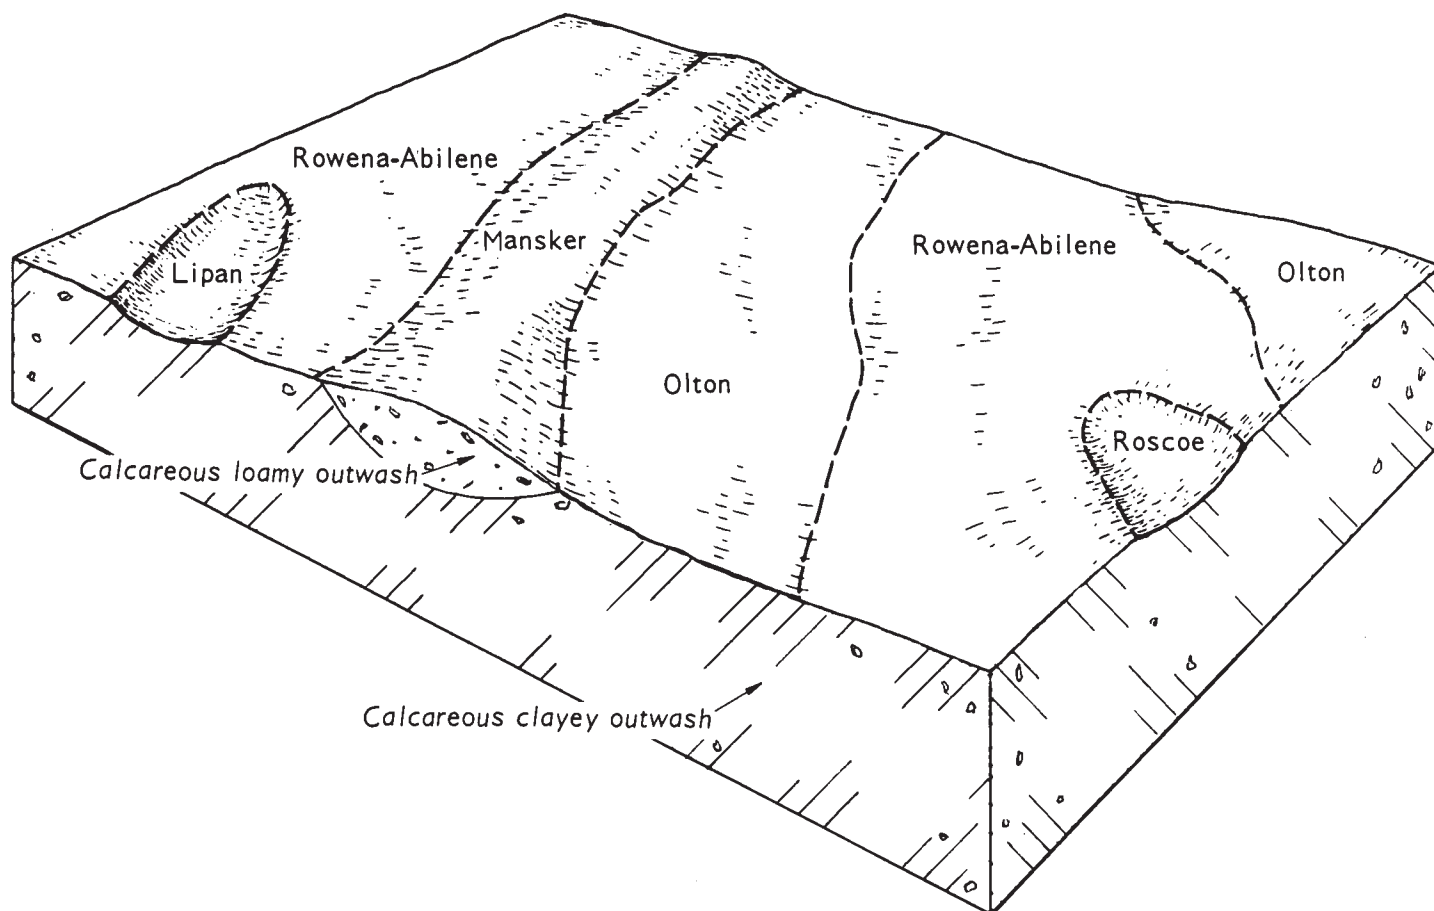 Rowena-Abilene
Lipan
Mansker
Rowena-Abilene
Olton
Olton
Roscoe
Calcareous loamy outwash
Calcareous clayey outwash